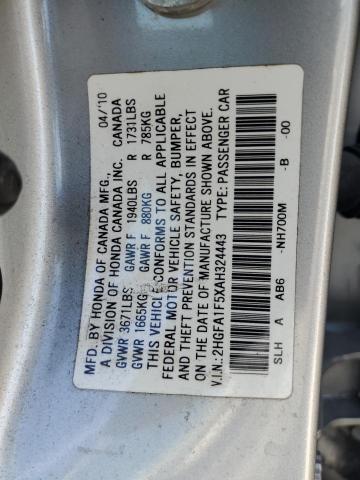 MFD. BY HONDA OF CANADA MFG., 04/10
A DIVISION OF HONDA CANADA INC. CANADA
GVWR 3671LBS GAWR F 1940LBS R 1731LBS
GVWR 1665KG GAWR F 880KG R 785KG
THIS VEHICLE CONFORMS TO ALL APPLICABLE
FEDERAL MOTOR VEHICLE SAFETY, BUMPER,
AND THEFT PREVENTION STANDARDS IN EFFECT
ON THE DATE OF MANUFACTURE SHOWN ABOVE.
V.I.N.: 2HGFA1F5XAH324443 TYPE: PASSENGER CAR
SLH A AB6 -NH700M -B -00